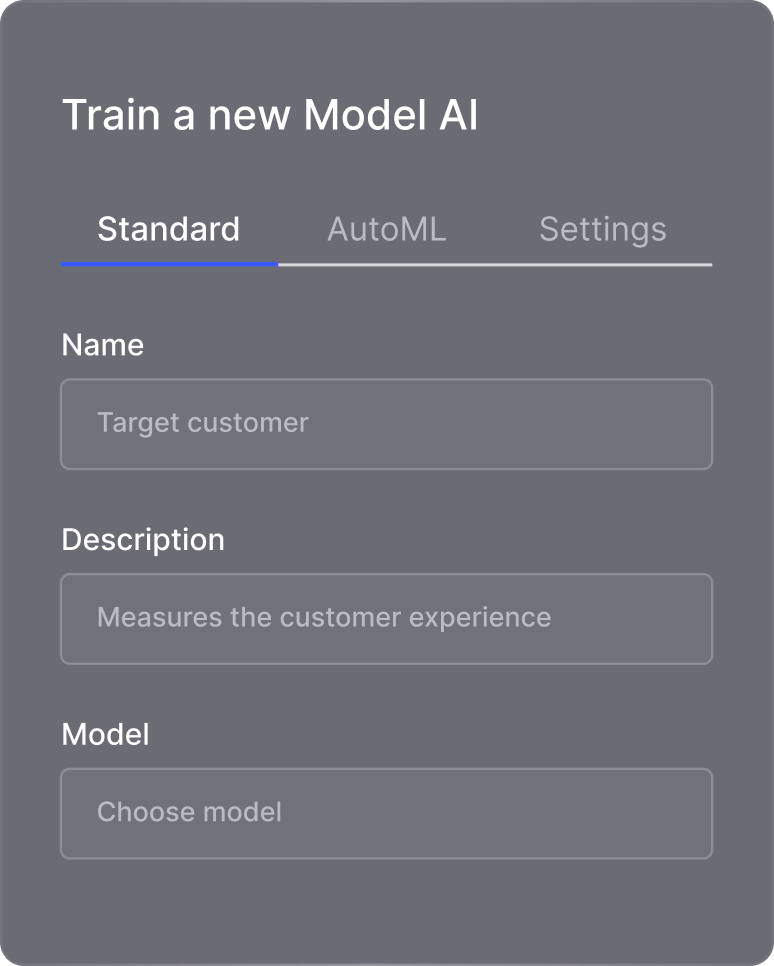 Train a new Model AI
Standard AutoML Settings
Name
Target customer
Description
Measures the customer experience
Model
Choose model